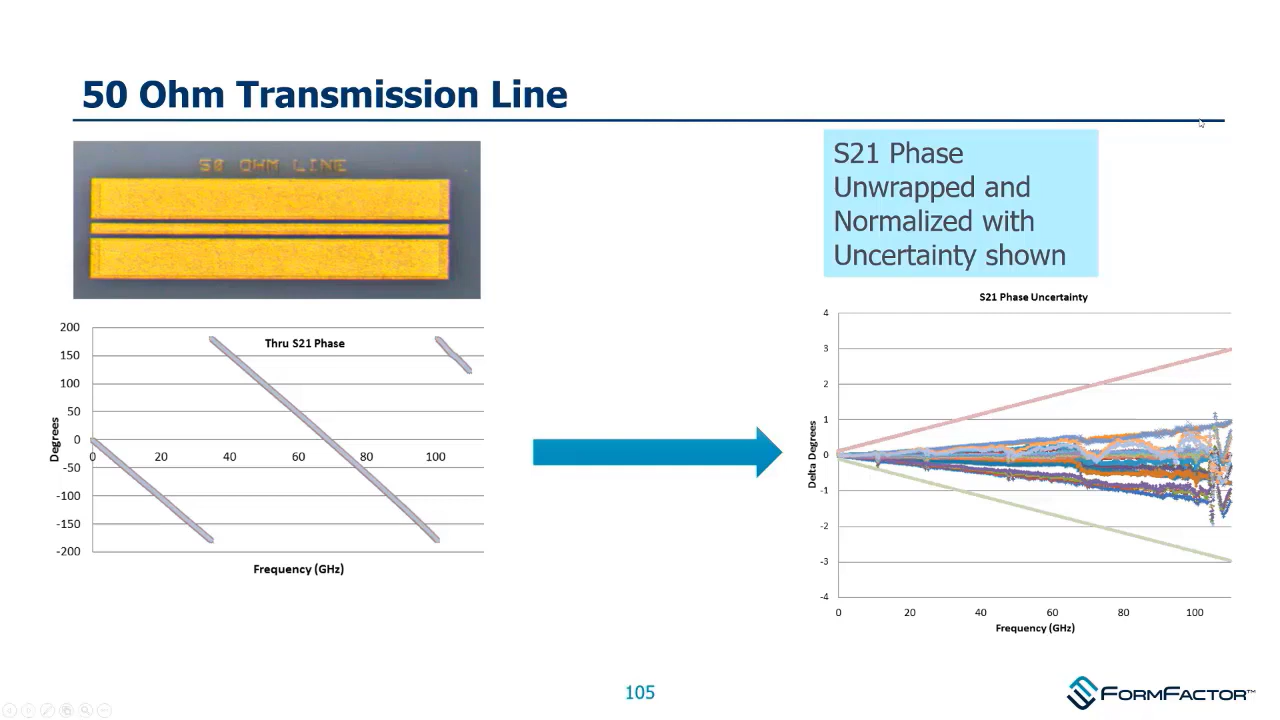 50 Ohm Transmission Line
50 OHM LINE
S21 Phase
Unwrapped and
Normalized with
Uncertainty shown
Thru S21 Phase
200
150
100
50
0
-50
-100
-150
-200
Degrees
0 20 40 60 80 100
Frequency (GHz)
S21 Phase Uncertainty
4
3
2
1
0
-1
-2
-3
-4
Delta Degrees
0 20 40 60 80 100
Frequency (GHz)
105
FORMFACTOR™